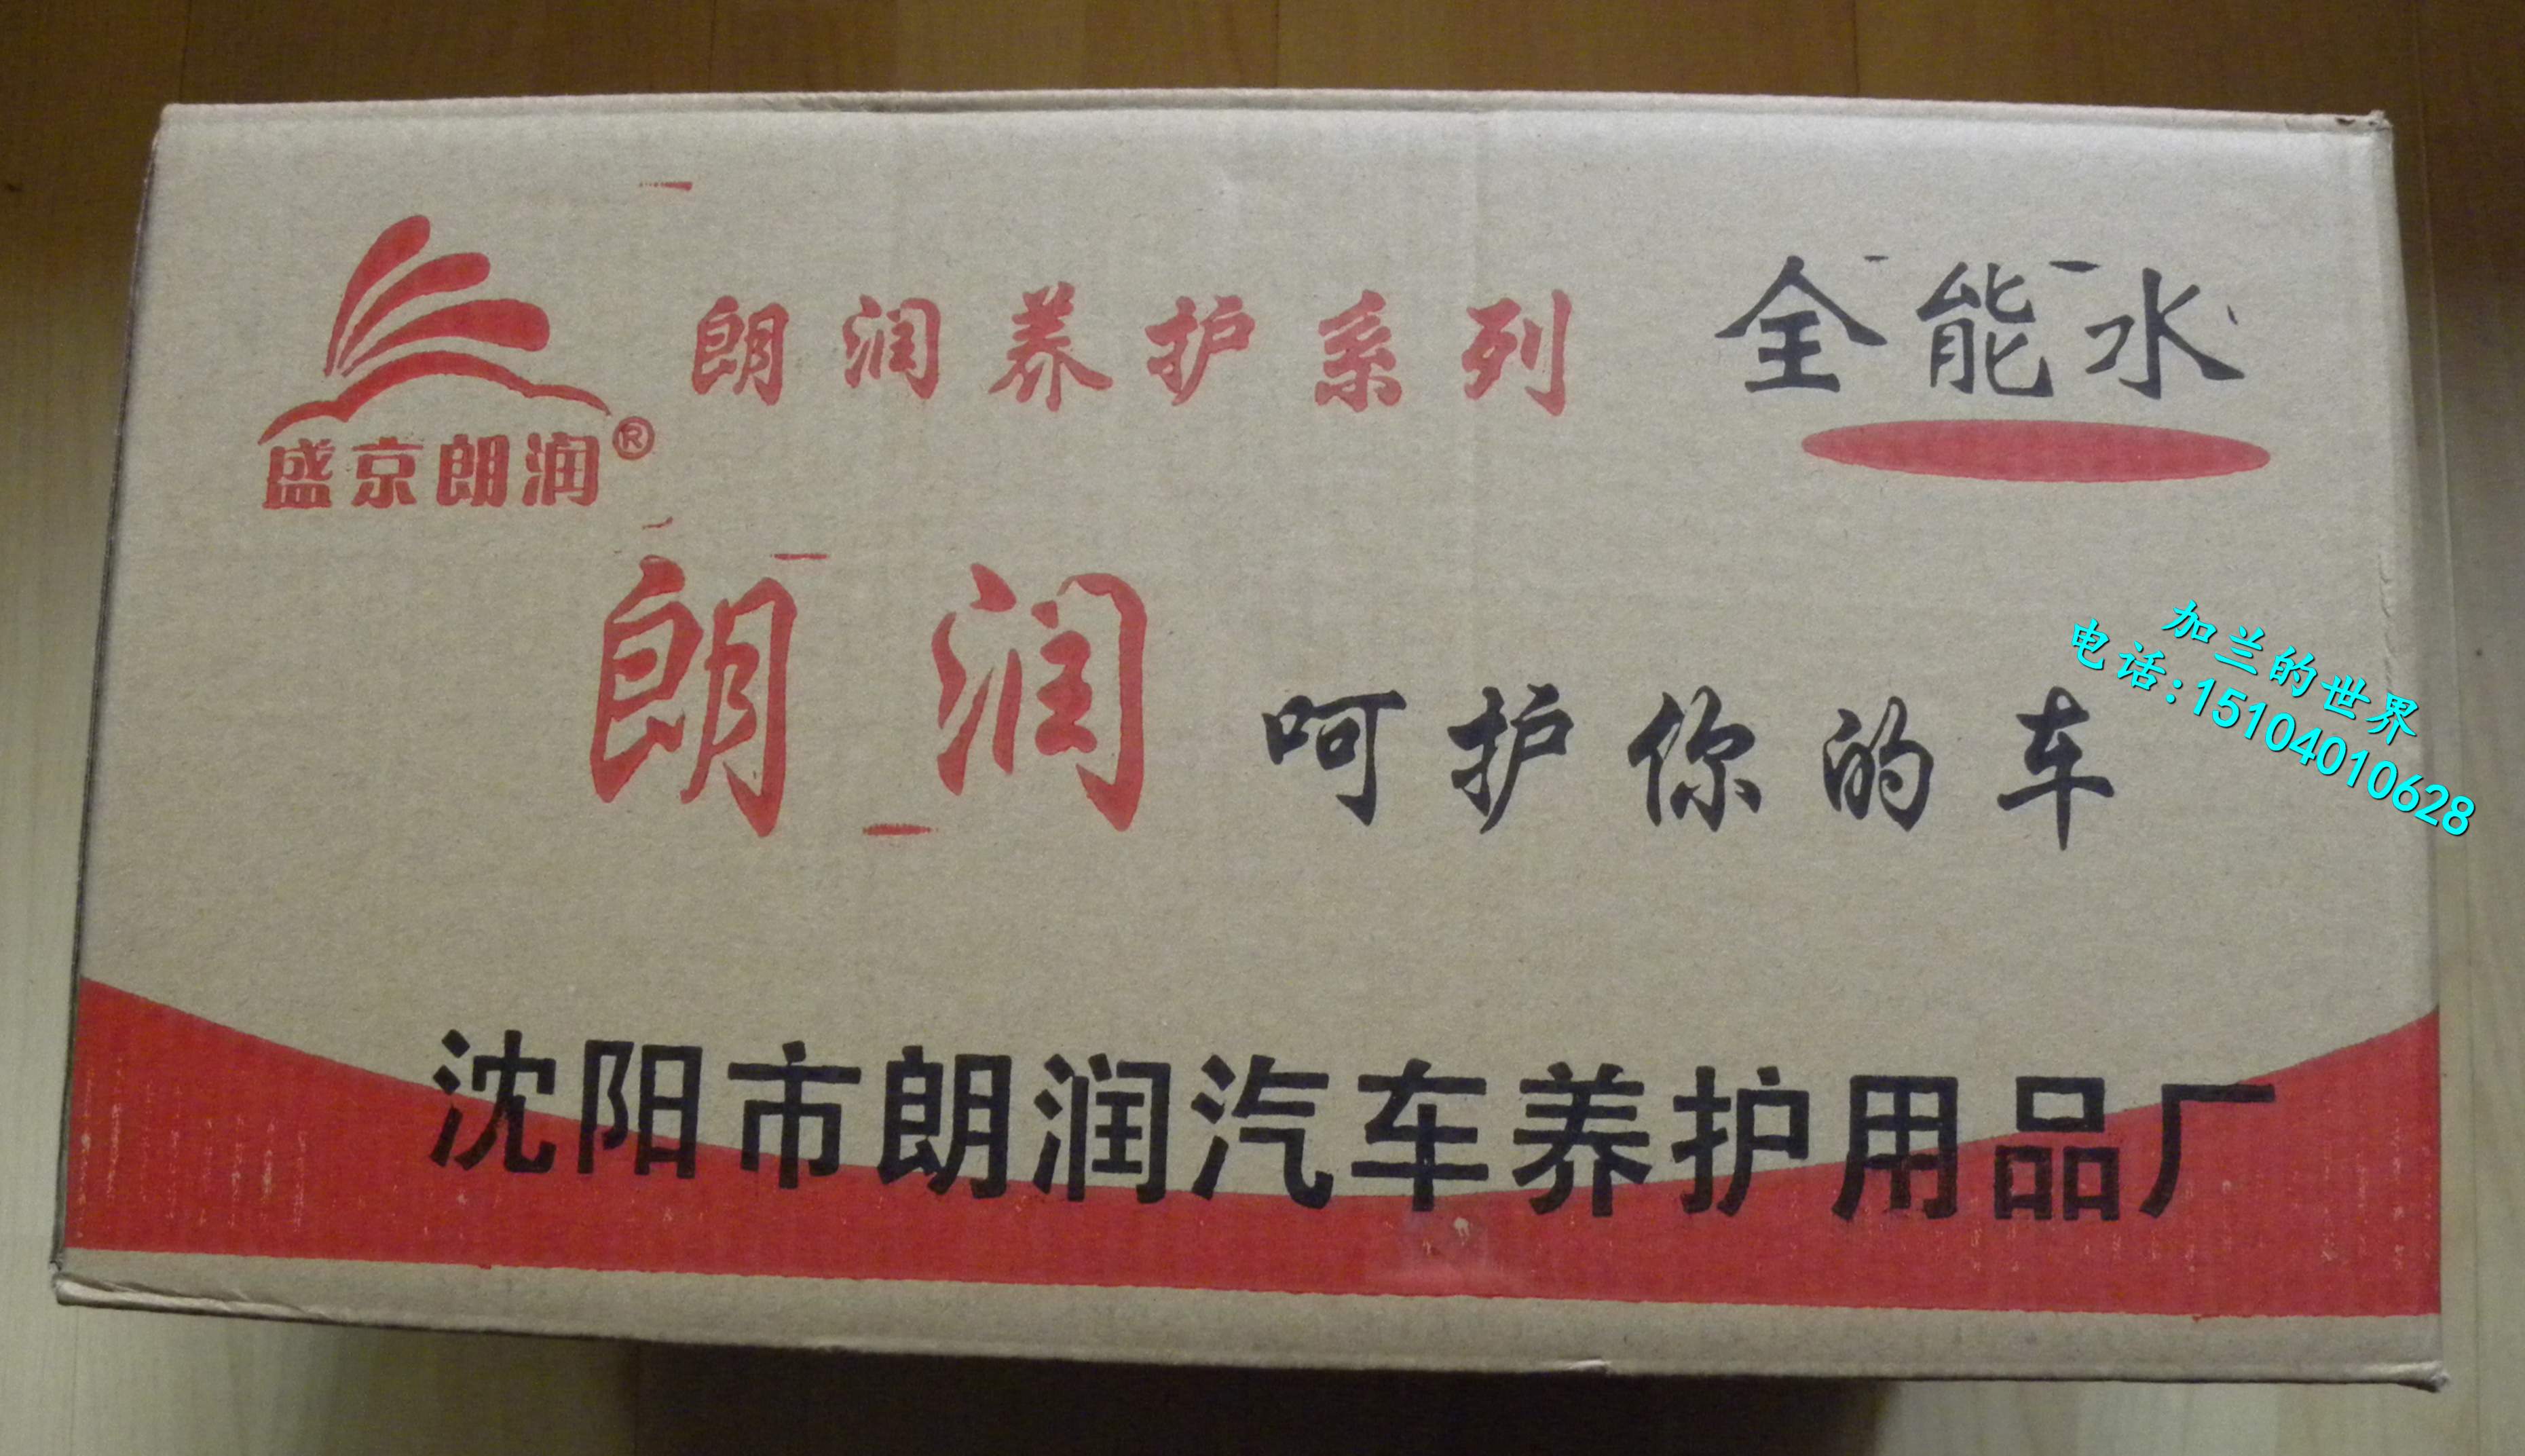 朗润养护系列
全能水
盛京朗润®
朗润 呵护你的车
加兰的世界
电话:15104010628
沈阳市朗润汽车养护用品厂